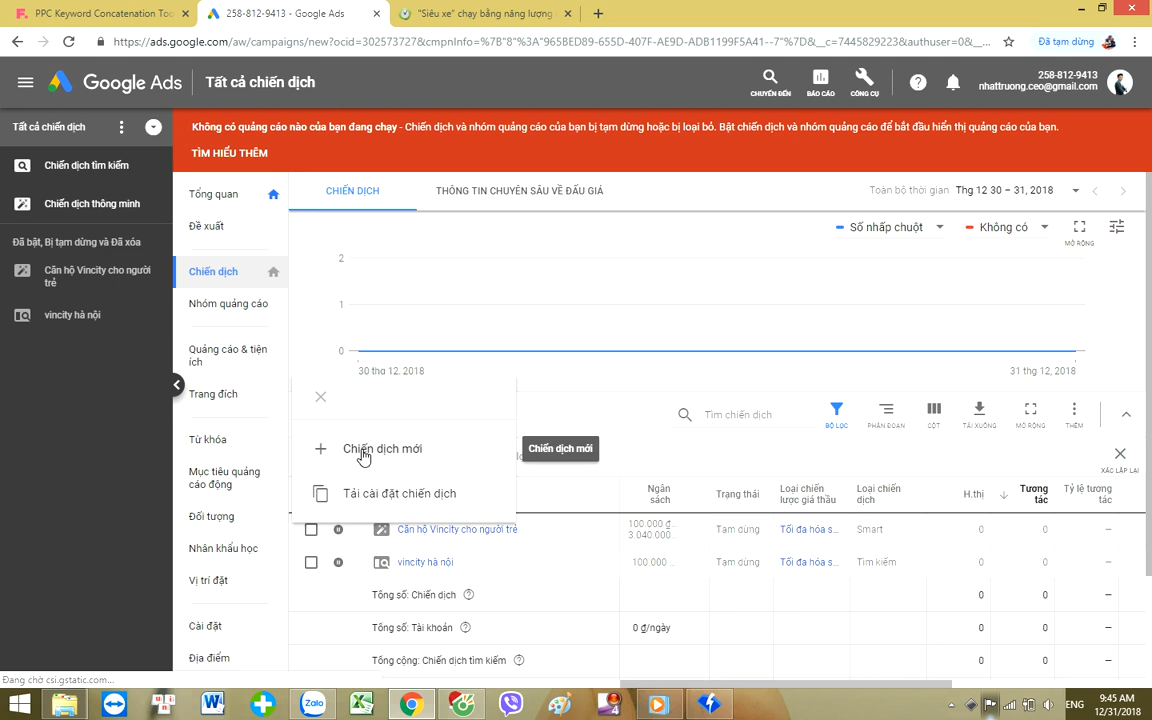 PPC Keyword Concatenation Too
258-812-9413 - Google Ads
"Siêu xe" chạy bằng năng lượng
https://ads.google.com/aw/campaigns/new?ocid=302573727&cmpnInfo=%7B"8"%3A"965BED89-655D-407F-AE9D-ADB1199F5A41--7"%7D&__c=7445829223&authuser=0&__...
Đã tạm dừng
Google Ads
Tất cả chiến dịch
CHUYỂN ĐẾN
BÁO CÁO
CÔNG CỤ
258-812-9413
nhattruong.ceo@gmail.com
Tất cả chiến dịch
Chiến dịch tìm kiếm
Chiến dịch thông minh
Đã bật, Bị tạm dừng và Đã xóa
Căn hộ Vincity cho người
trẻ
vincity hà nội
Không có quảng cáo nào của bạn đang chạy - Chiến dịch và nhóm quảng cáo của bạn bị tạm dừng hoặc bị loại bỏ. Bật chiến dịch và nhóm quảng cáo để bắt đầu hiển thị quảng cáo của bạn.
TÌM HIỂU THÊM
Tổng quan
Đề xuất
Chiến dịch
Nhóm quảng cáo
Quảng cáo & tiện
ích
Trang đích
Từ khóa
Mục tiêu quảng
cáo động
Đối tượng
Nhân khẩu học
Vị trí đặt
Cài đặt
Địa điểm
CHIẾN DỊCH
THÔNG TIN CHUYÊN SÂU VỀ ĐẤU GIÁ
Toàn bộ thời gian
Thg 12 30 – 31, 2018
Số nhấp chuột
Không có
MỞ RỘNG
2
1
0
30 thg 12, 2018
31 thg 12, 2018
Chiến dịch mới
Tải cài đặt chiến dịch
Chiến dịch mới
Tìm chiến dịch
BỘ LỌC
PHÂN ĐOẠN
CỘT
TẢI XUỐNG
MỞ RỘNG
THÊM
XÁC LẬP LẠI
Ngân
sách
Trạng thái
Loại chiến
lược giá thầu
Loại chiến
dịch
H.thị
Tương
tác
Tỷ lệ tương
tác
Căn hộ Vincity cho người trẻ
100.000 ₫...
3.040.000...
Tạm dừng
Tối đa hóa s...
Smart
0
0
–
vincity hà nội
100.000 ...
Tạm dừng
Tối đa hóa s...
Tìm kiếm
0
0
–
Tổng số: Chiến dịch
0
0
–
Tổng số: Tài khoản
0 ₫/ngày
0
0
–
Tổng cộng: Chiến dịch tìm kiếm
0
0
–
Đang chờ csi.gstatic.com...
Zalo
ENG
9:45 AM
12/31/2018